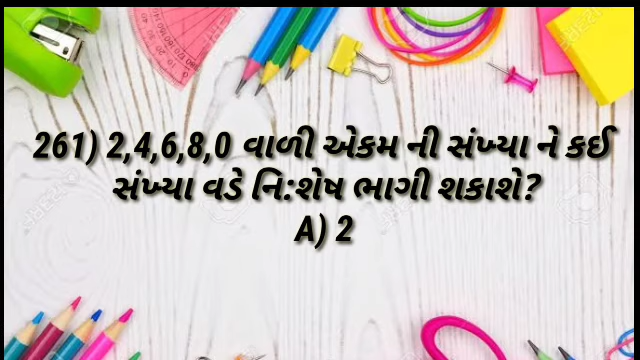 261) 2,4,6,8,0 વાળી એકમ ની સંખ્યા ને કઈ
સંખ્યા વડે નિ:શેષ ભાગી શકાશે?
A) 2